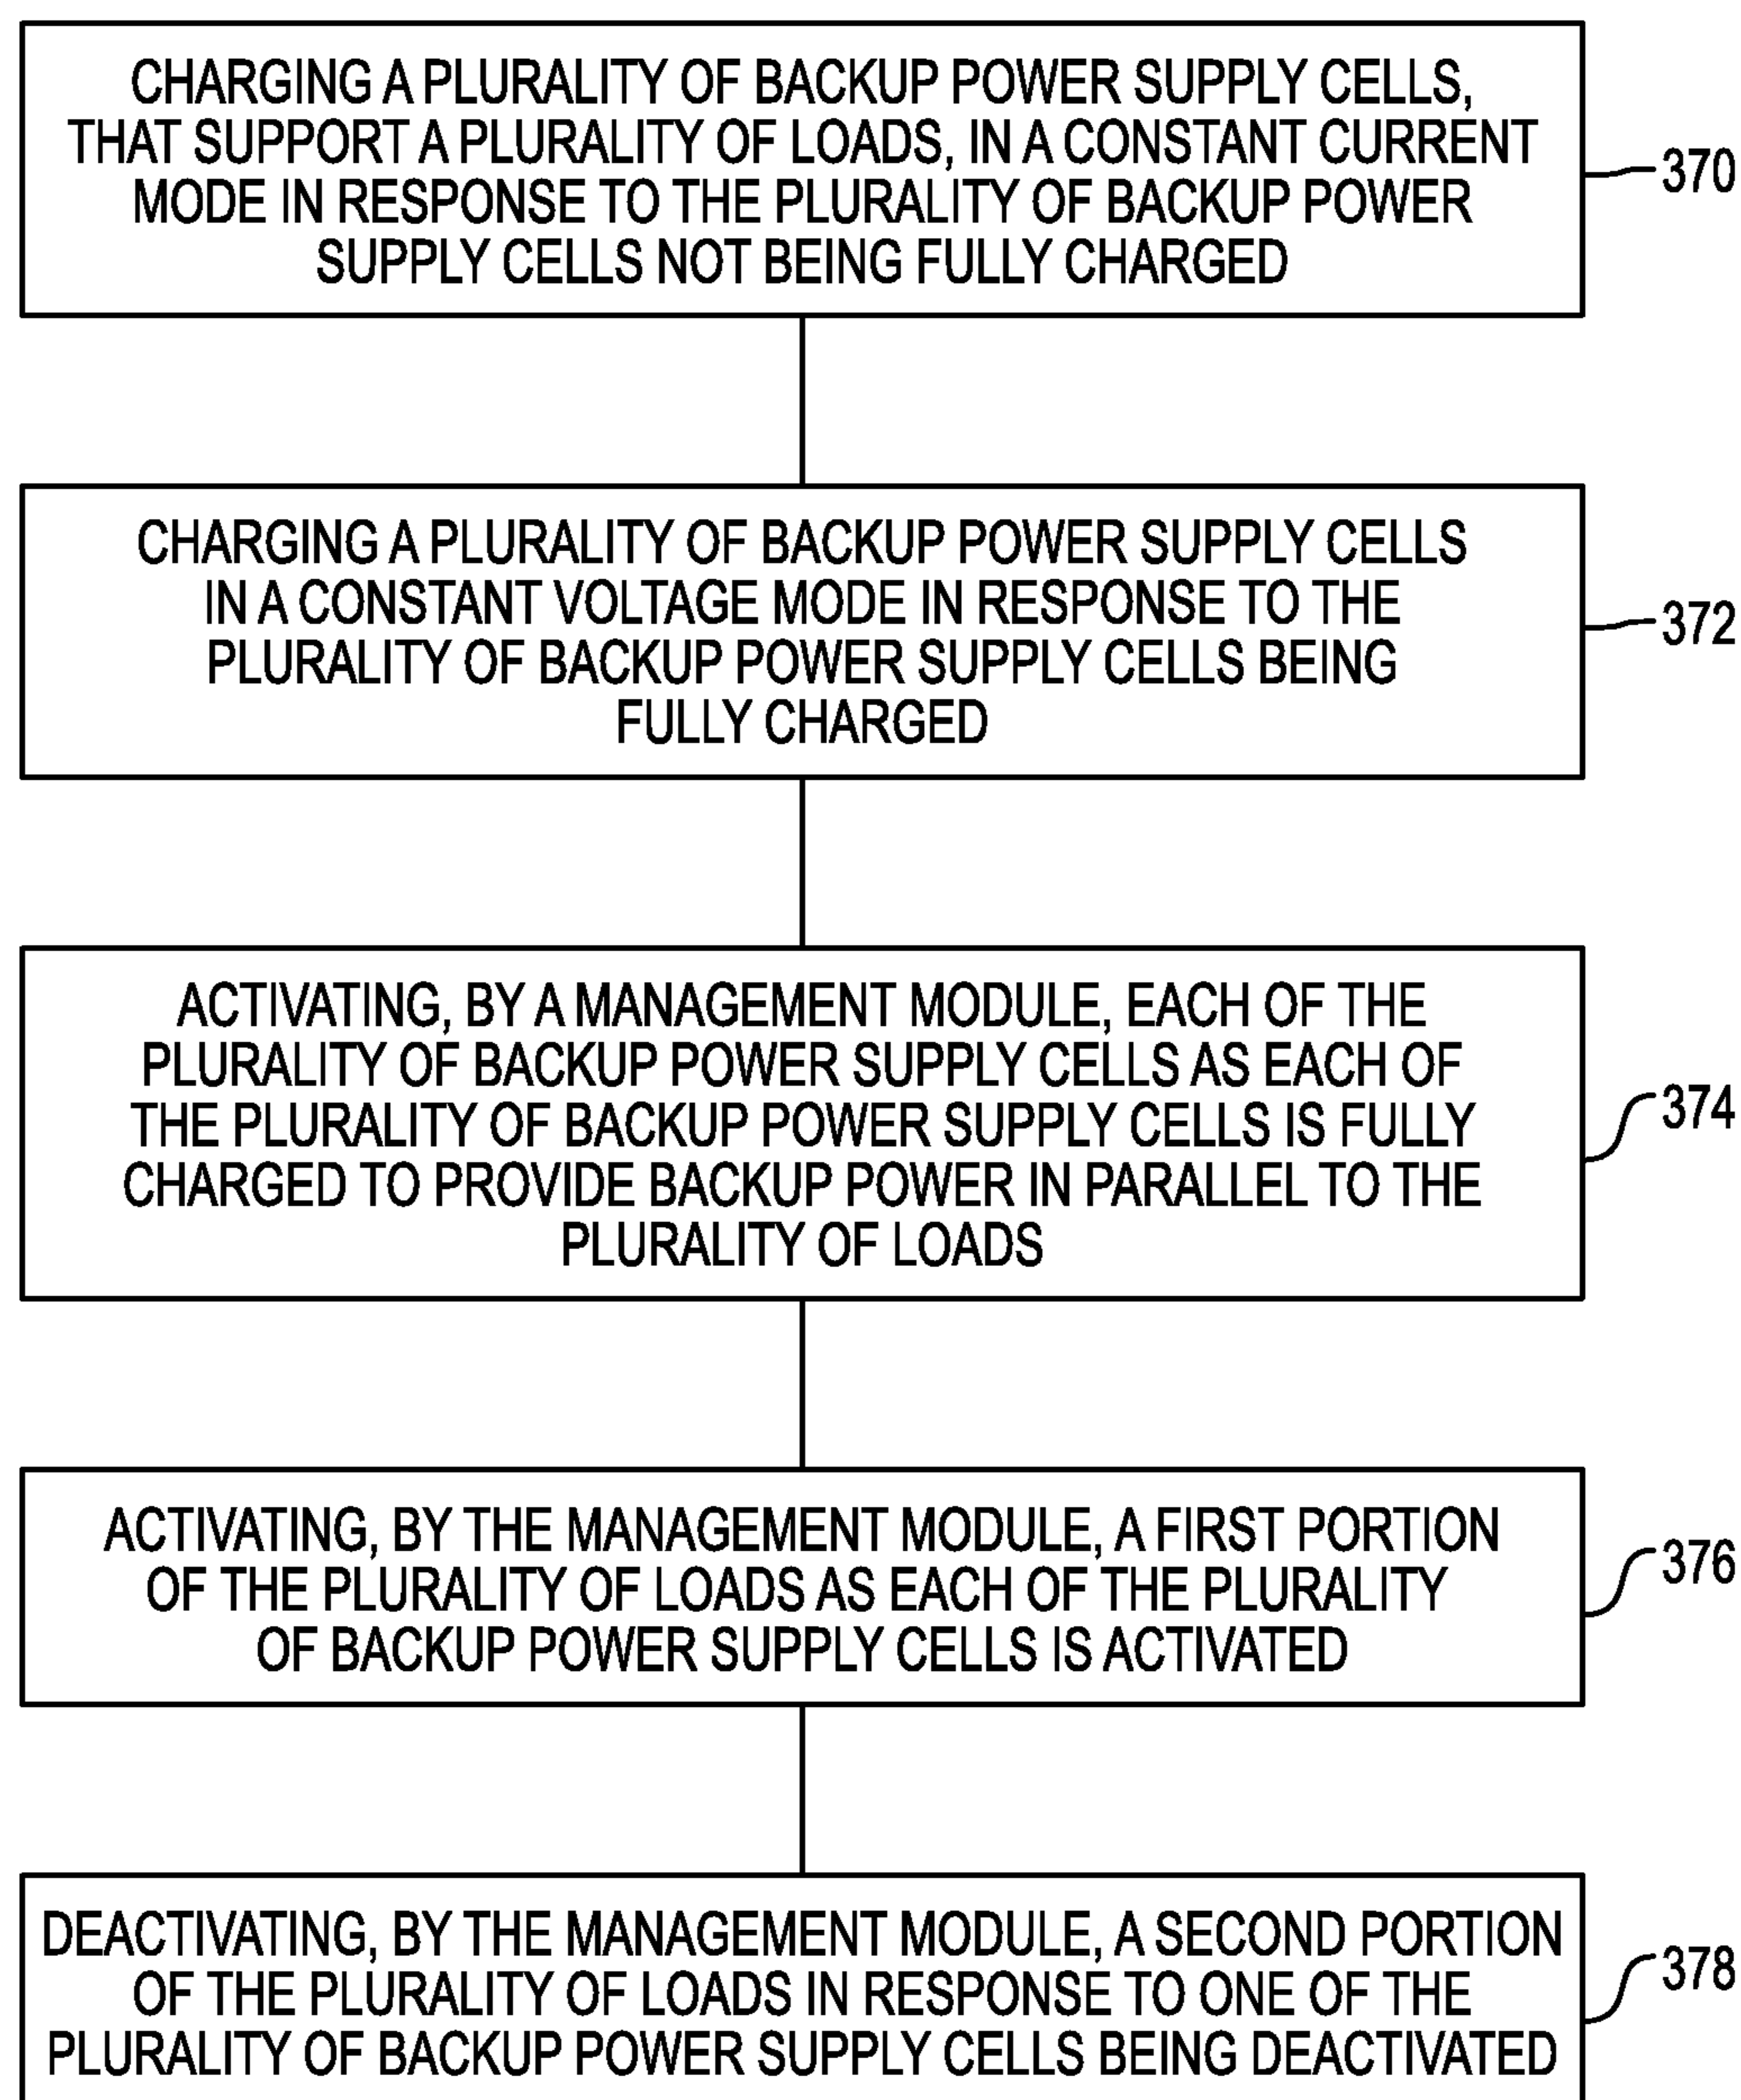 CHARGING A PLURALITY OF BACKUP POWER SUPPLY CELLS,
THAT SUPPORT A PLURALITY OF LOADS, IN A CONSTANT CURRENT
MODE IN RESPONSE TO THE PLURALITY OF BACKUP POWER
SUPPLY CELLS NOT BEING FULLY CHARGED
370
CHARGING A PLURALITY OF BACKUP POWER SUPPLY CELLS
IN A CONSTANT VOLTAGE MODE IN RESPONSE TO THE
PLURALITY OF BACKUP POWER SUPPLY CELLS BEING
FULLY CHARGED
372
ACTIVATING, BY A MANAGEMENT MODULE, EACH OF THE
PLURALITY OF BACKUP POWER SUPPLY CELLS AS EACH OF
THE PLURALITY OF BACKUP POWER SUPPLY CELLS IS FULLY
CHARGED TO PROVIDE BACKUP POWER IN PARALLEL TO THE
PLURALITY OF LOADS
374
ACTIVATING, BY THE MANAGEMENT MODULE, A FIRST PORTION
OF THE PLURALITY OF LOADS AS EACH OF THE PLURALITY
OF BACKUP POWER SUPPLY CELLS IS ACTIVATED
376
DEACTIVATING, BY THE MANAGEMENT MODULE, A SECOND PORTION
OF THE PLURALITY OF LOADS IN RESPONSE TO ONE OF THE
PLURALITY OF BACKUP POWER SUPPLY CELLS BEING DEACTIVATED
378